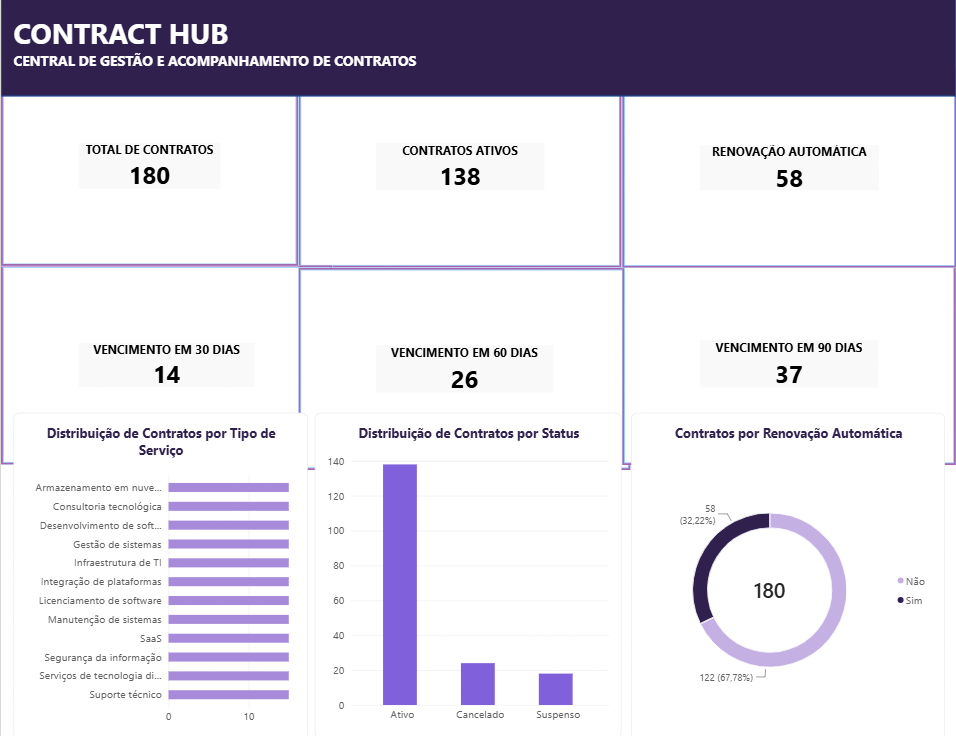 CONTRACT HUB
CENTRAL DE GESTÃO E ACOMPANHAMENTO DE CONTRATOS
TOTAL DE CONTRATOS
180
CONTRATOS ATIVOS
138
RENOVAÇÃO AUTOMÁTICA
58
VENCIMENTO EM 30 DIAS
14
VENCIMENTO EM 60 DIAS
26
VENCIMENTO EM 90 DIAS
37
Distribuição de Contratos por Tipo de
Serviço
Armazenamento em nuve...
Consultoria tecnológica
Desenvolvimento de soft...
Gestão de sistemas
Infraestrutura de TI
Integração de plataformas
Licenciamento de software
Manutenção de sistemas
SaaS
Segurança da informação
Serviços de tecnologia di...
Suporte técnico
0
10
Distribuição de Contratos por Status
140
120
100
80
60
40
20
0
Ativo
Cancelado
Suspenso
Contratos por Renovação Automática
58
(32,22%)
180
122 (67,78%)
Não
Sim